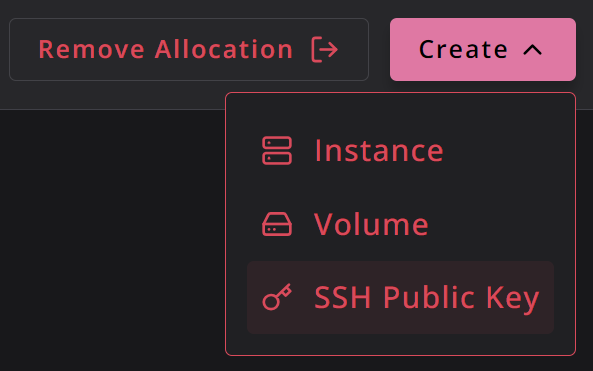 Remove Allocation
Create
Instance
Volume
SSH Public Key